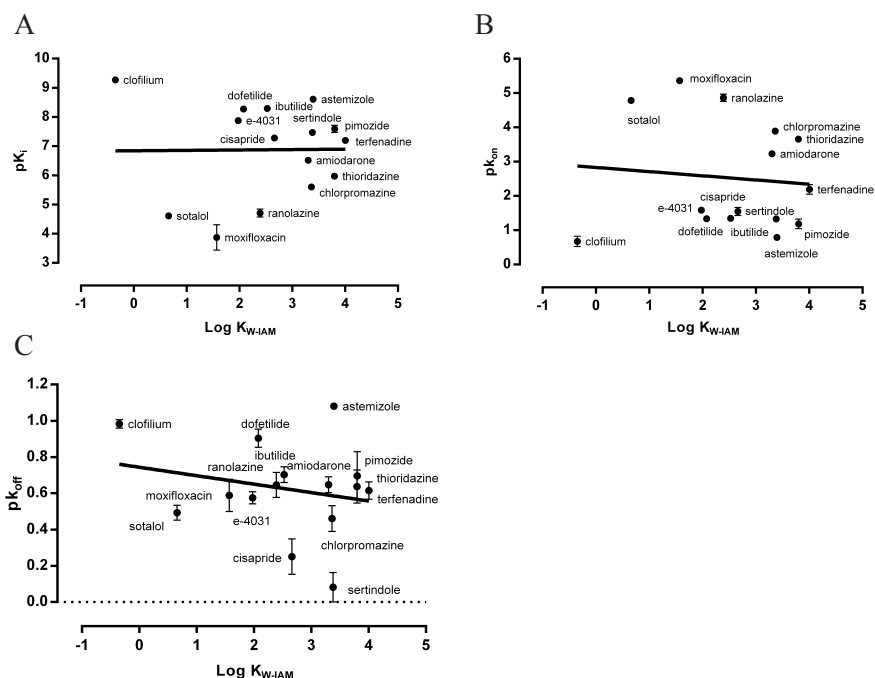 A
10
9
8
7
6
5
4
3
pKi
clofilium
dofetilide
ibutilide
astemizole
e-4031
sertindole
cisapride
pimozide
terfenadine
amiodarone
thioridazine
chlorpromazine
sotalol
ranolazine
moxifloxacin
-1 0 1 2 3 4 5
Log KW-IAM
B
6
5
4
3
2
1
0
pkon
moxifloxacin
ranolazine
sotalol
chlorpromazine
thioridazine
amiodarone
terfenadine
cisapride
e-4031
sertindole
dofetilide
ibutilide
pimozide
clofilium
astemizole
-1 0 1 2 3 4 5
Log KW-IAM
C
1.2
1.0
0.8
0.6
0.4
0.2
0.0
pkoff
astemizole
clofilium
dofetilide
ibutilide
ranolazine
amiodarone
pimozide
thioridazine
moxifloxacin
terfenadine
sotalol
e-4031
chlorpromazine
cisapride
sertindole
-1 0 1 2 3 4 5
Log KW-IAM